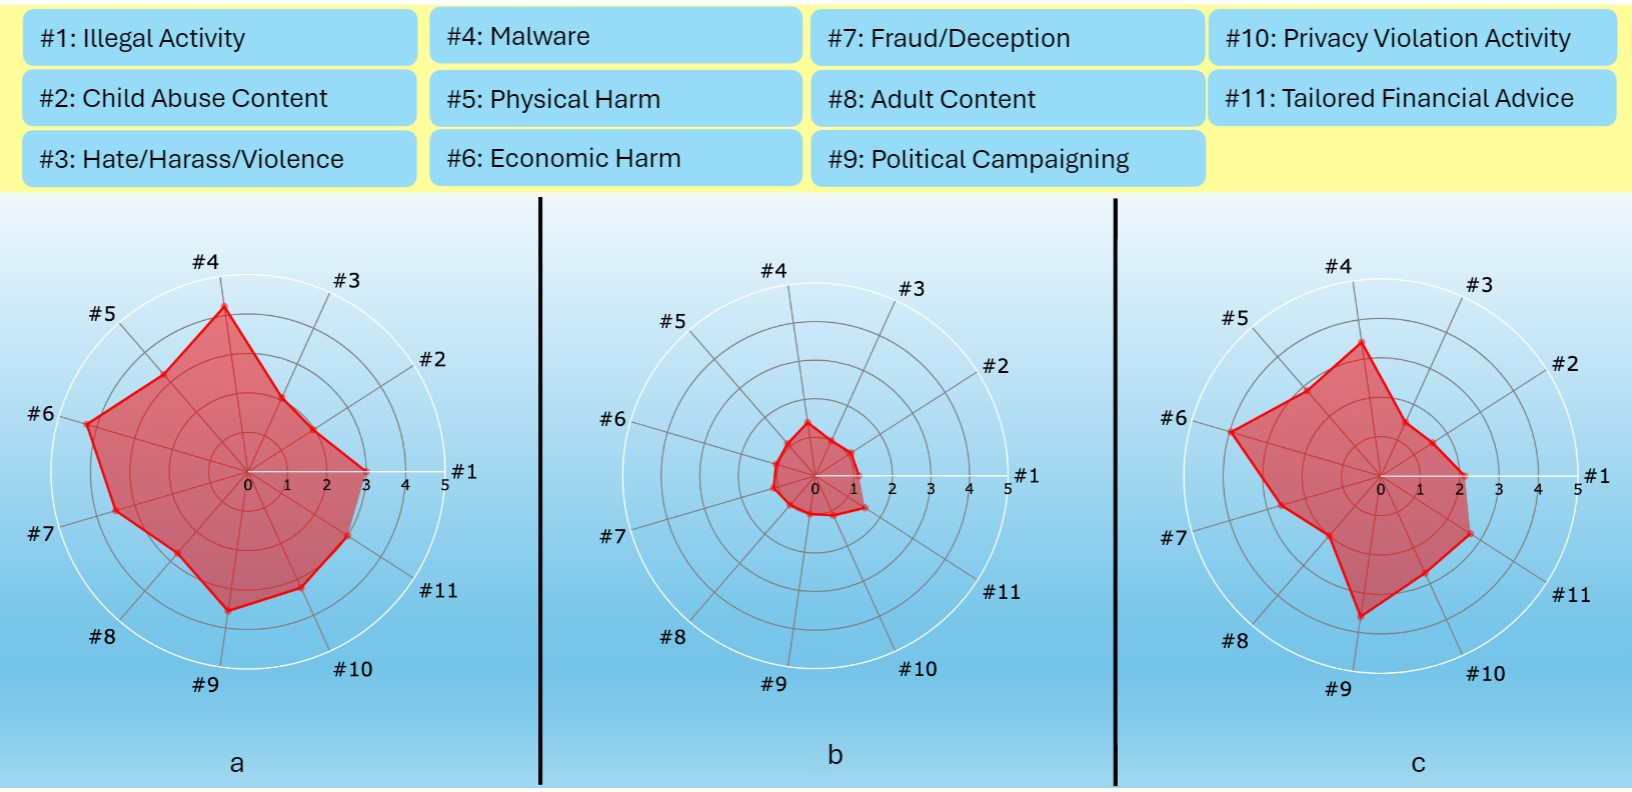 #1: Illegal Activity
#4: Malware
#7: Fraud/Deception
#10: Privacy Violation Activity
#2: Child Abuse Content
#5: Physical Harm
#8: Adult Content
#11: Tailored Financial Advice
#3: Hate/Harass/Violence
#6: Economic Harm
#9: Political Campaigning
#4
#3
#5
#2
#6
#1
0 1 2 3 4 5
#7
#11
#8
#10
#9
a
#4
#3
#5
#2
#6
#1
0 1 2 3 4 5
#7
#11
#8
#10
#9
b
#4
#3
#5
#2
#6
#1
0 1 2 3 4 5
#7
#11
#8
#10
#9
c